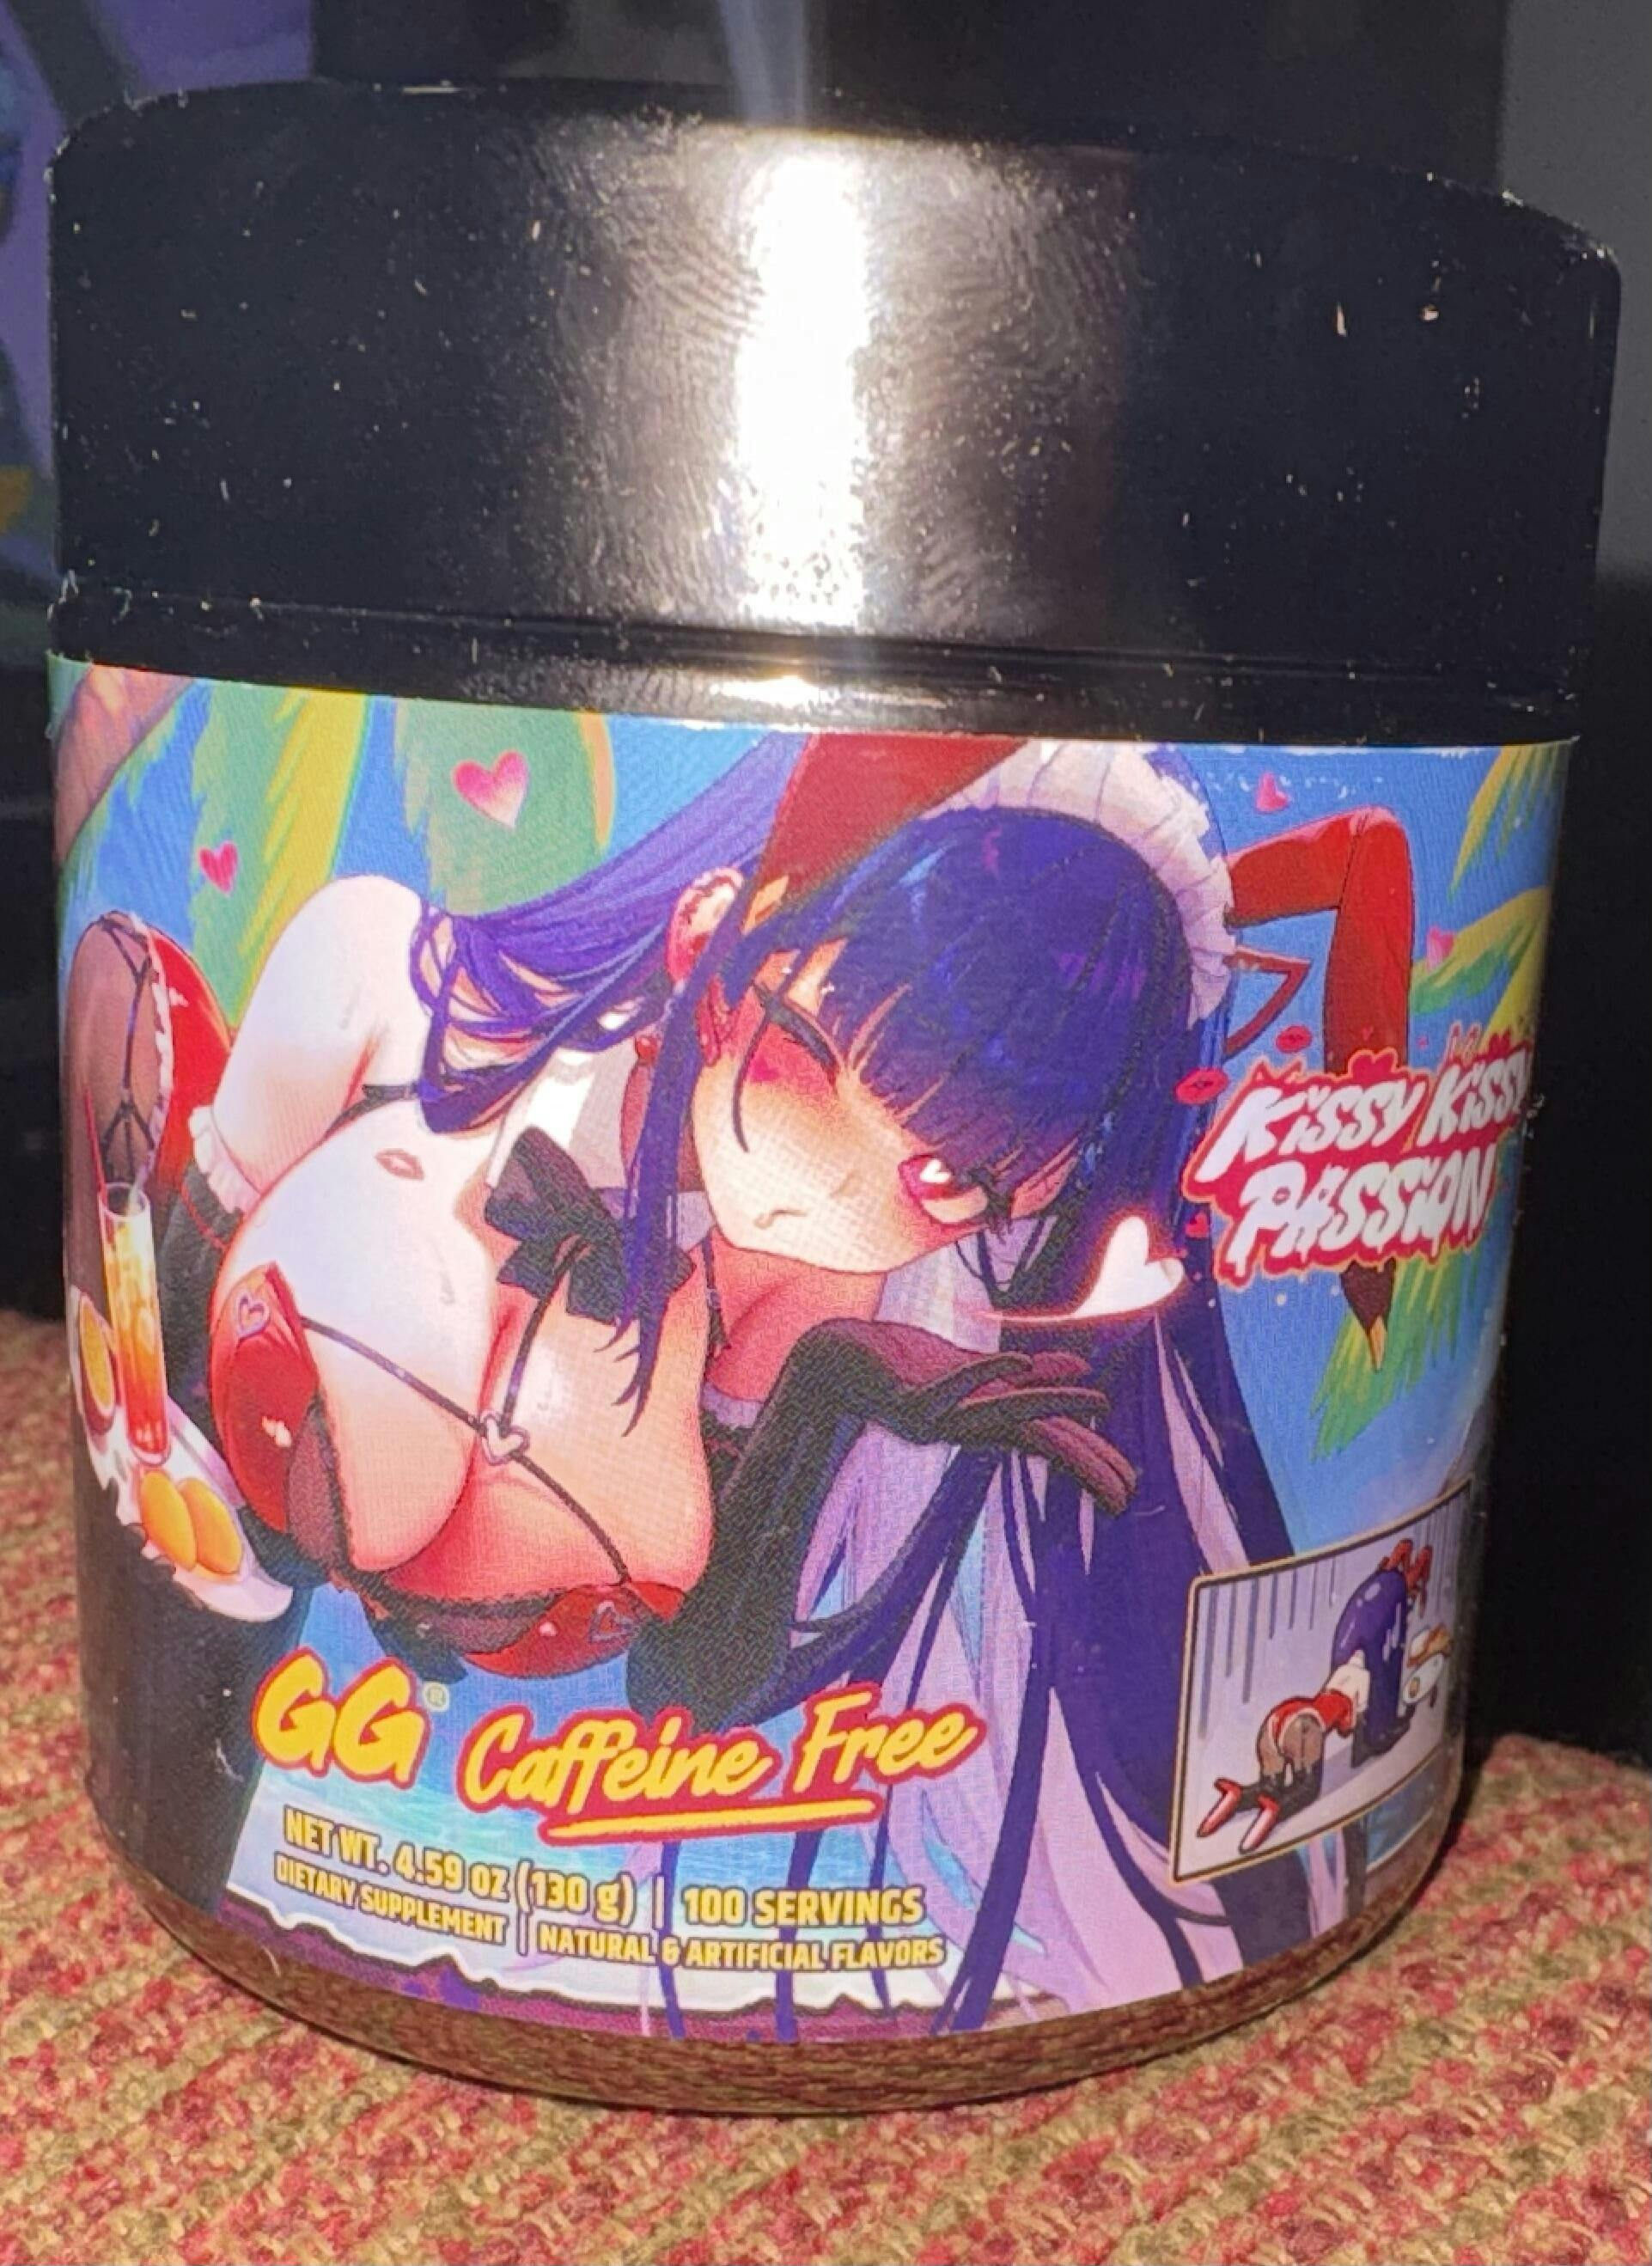 KISSY KISSY
PASSION
GG® Caffeine Free
NET WT. 4.59 oz (130 g) | 100 SERVINGS
DIETARY SUPPLEMENT | NATURAL & ARTIFICIAL FLAVORS